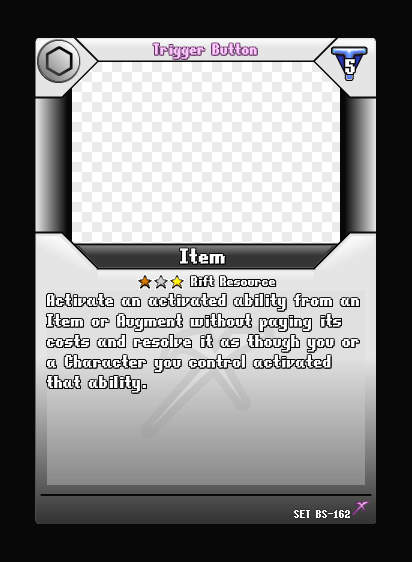 Trigger Button
5
Item
Rift Resource
Activate an activated ability from an
Item or Augment without paying its
costs and resolve it as though you or
a Character you control activated
that ability.
SET BS-162